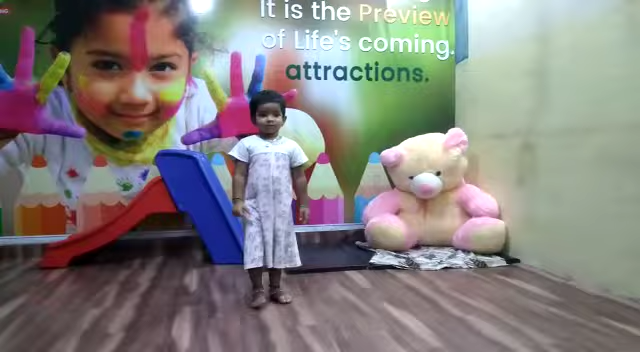 It is the Preview
of Life's coming.
attractions.